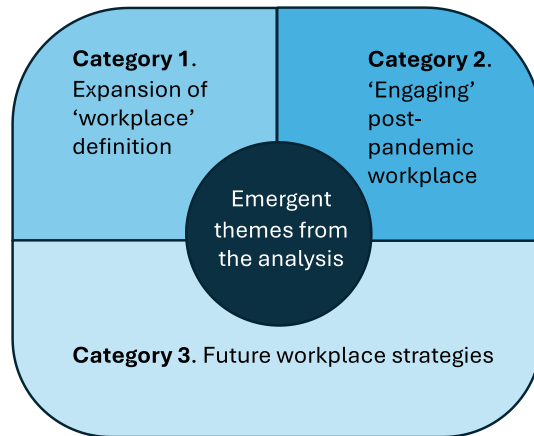 Category 1.
Expansion of
‘workplace’
definition
Category 2.
‘Engaging’
post-
pandemic
workplace
Emergent
themes from
the analysis
Category 3. Future workplace strategies